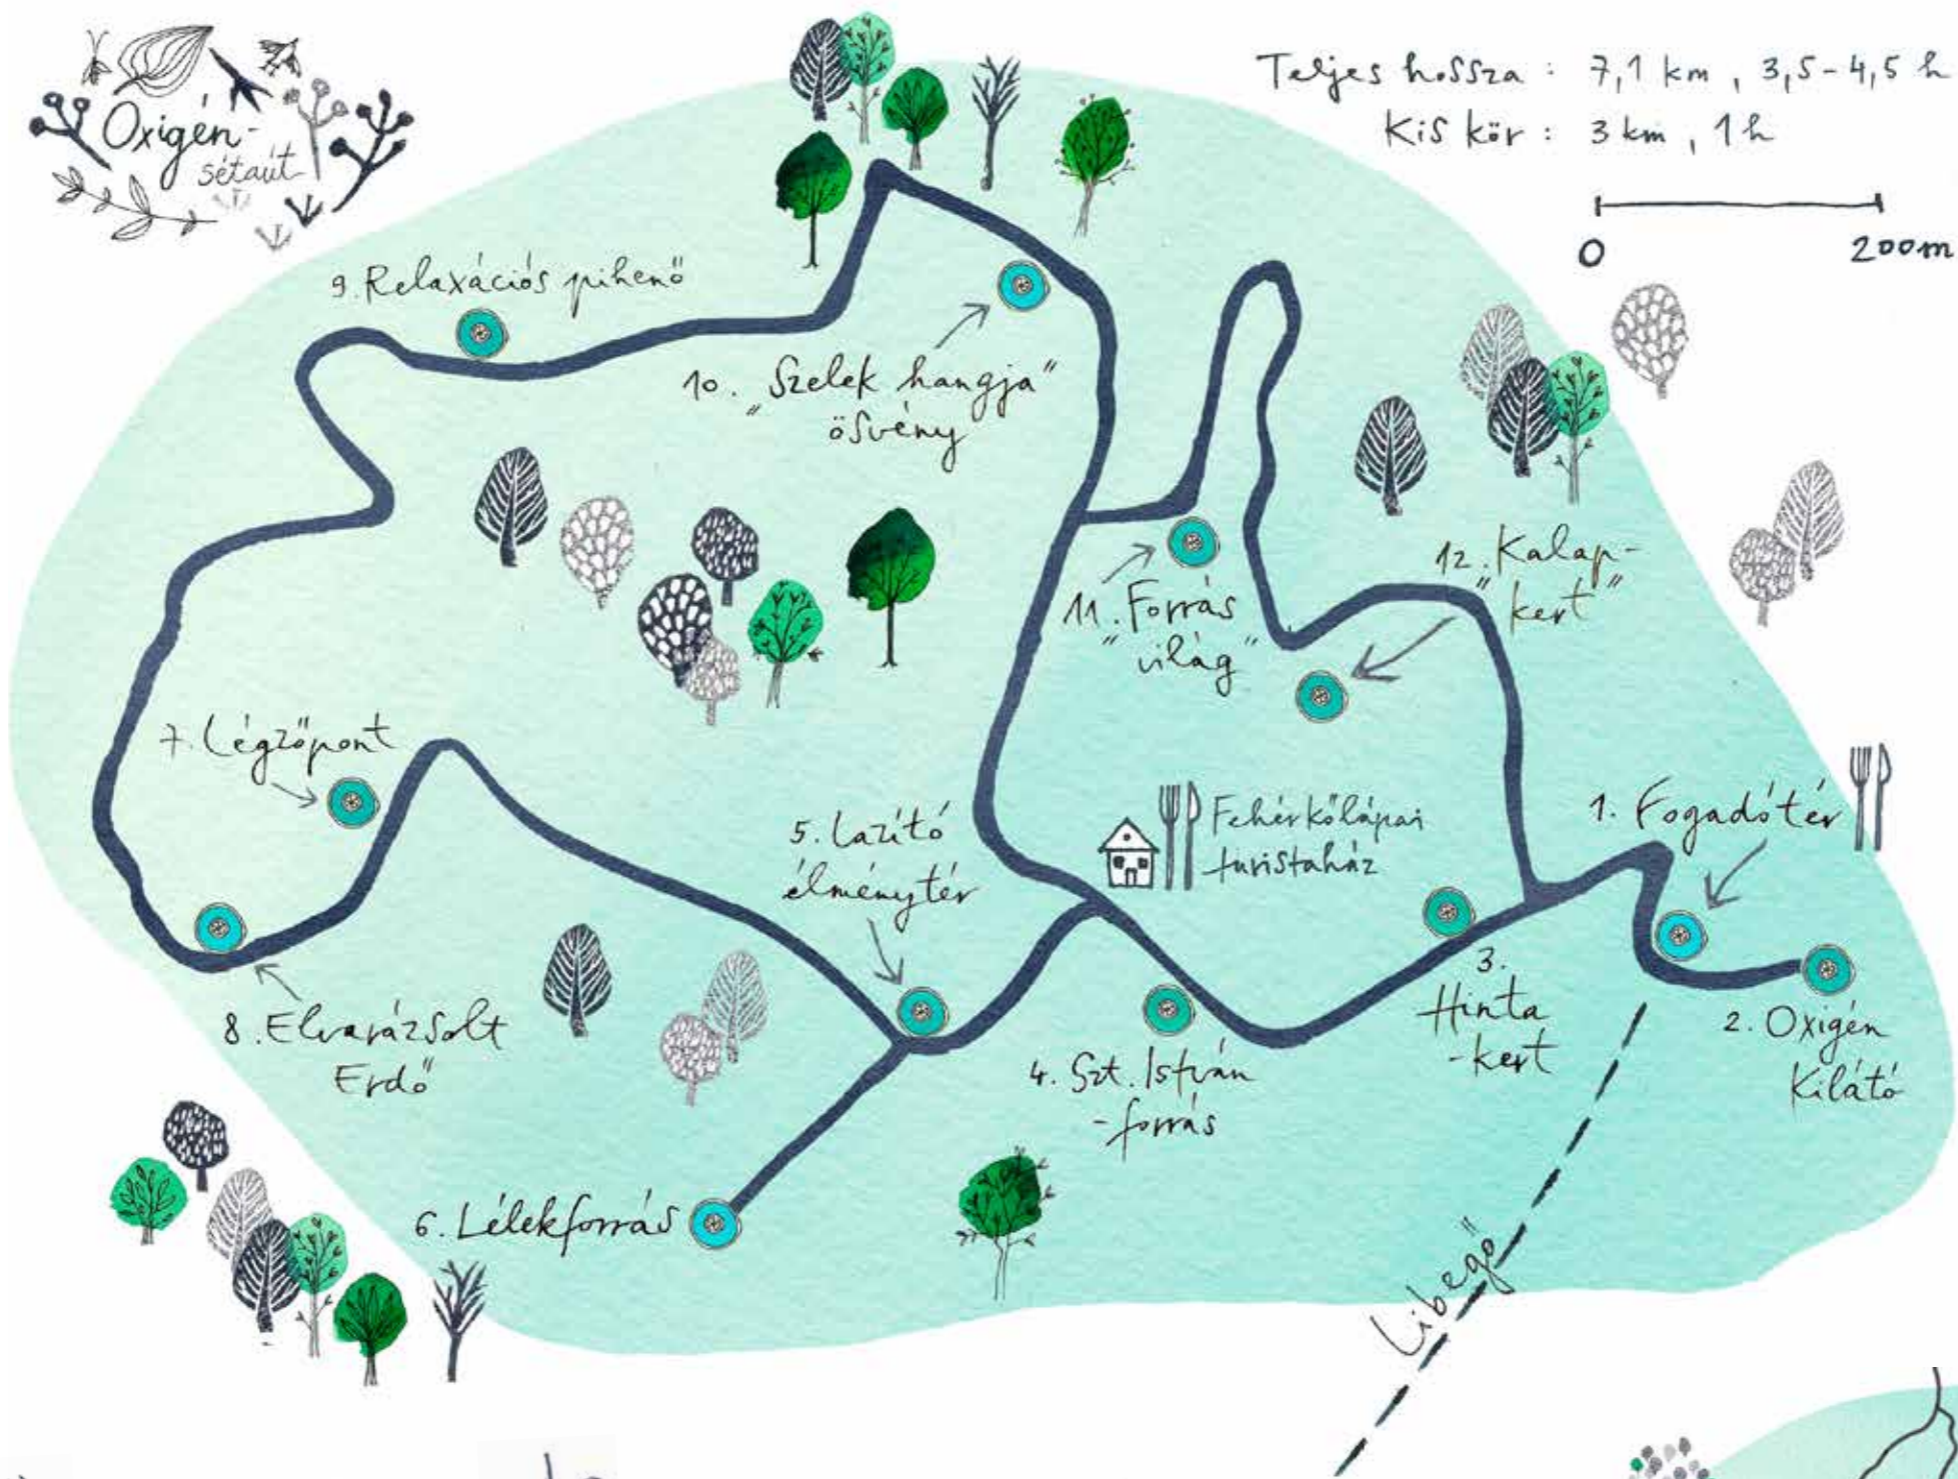 Oxigén-
sétaút
Teljes hossza : 7,1 km , 3,5-4,5 h
Kis kör : 3 km , 1 h
0 200m
9. Relaxációs pihenő
10. „Szelek hangja"
ösvény
11. Forrás
„világ"
12. Kalap-
„kert"
7. Légzőpont
5. Lazító
élménytér
Fehérkőlápai
turistaház
1. Fogadótér
3.
Hinta
-kert
2. Oxigén
Kilátó
8. Elvarázsolt
Erdő
4. Szt. István
-forrás
6. Lélekforrás
Libegő